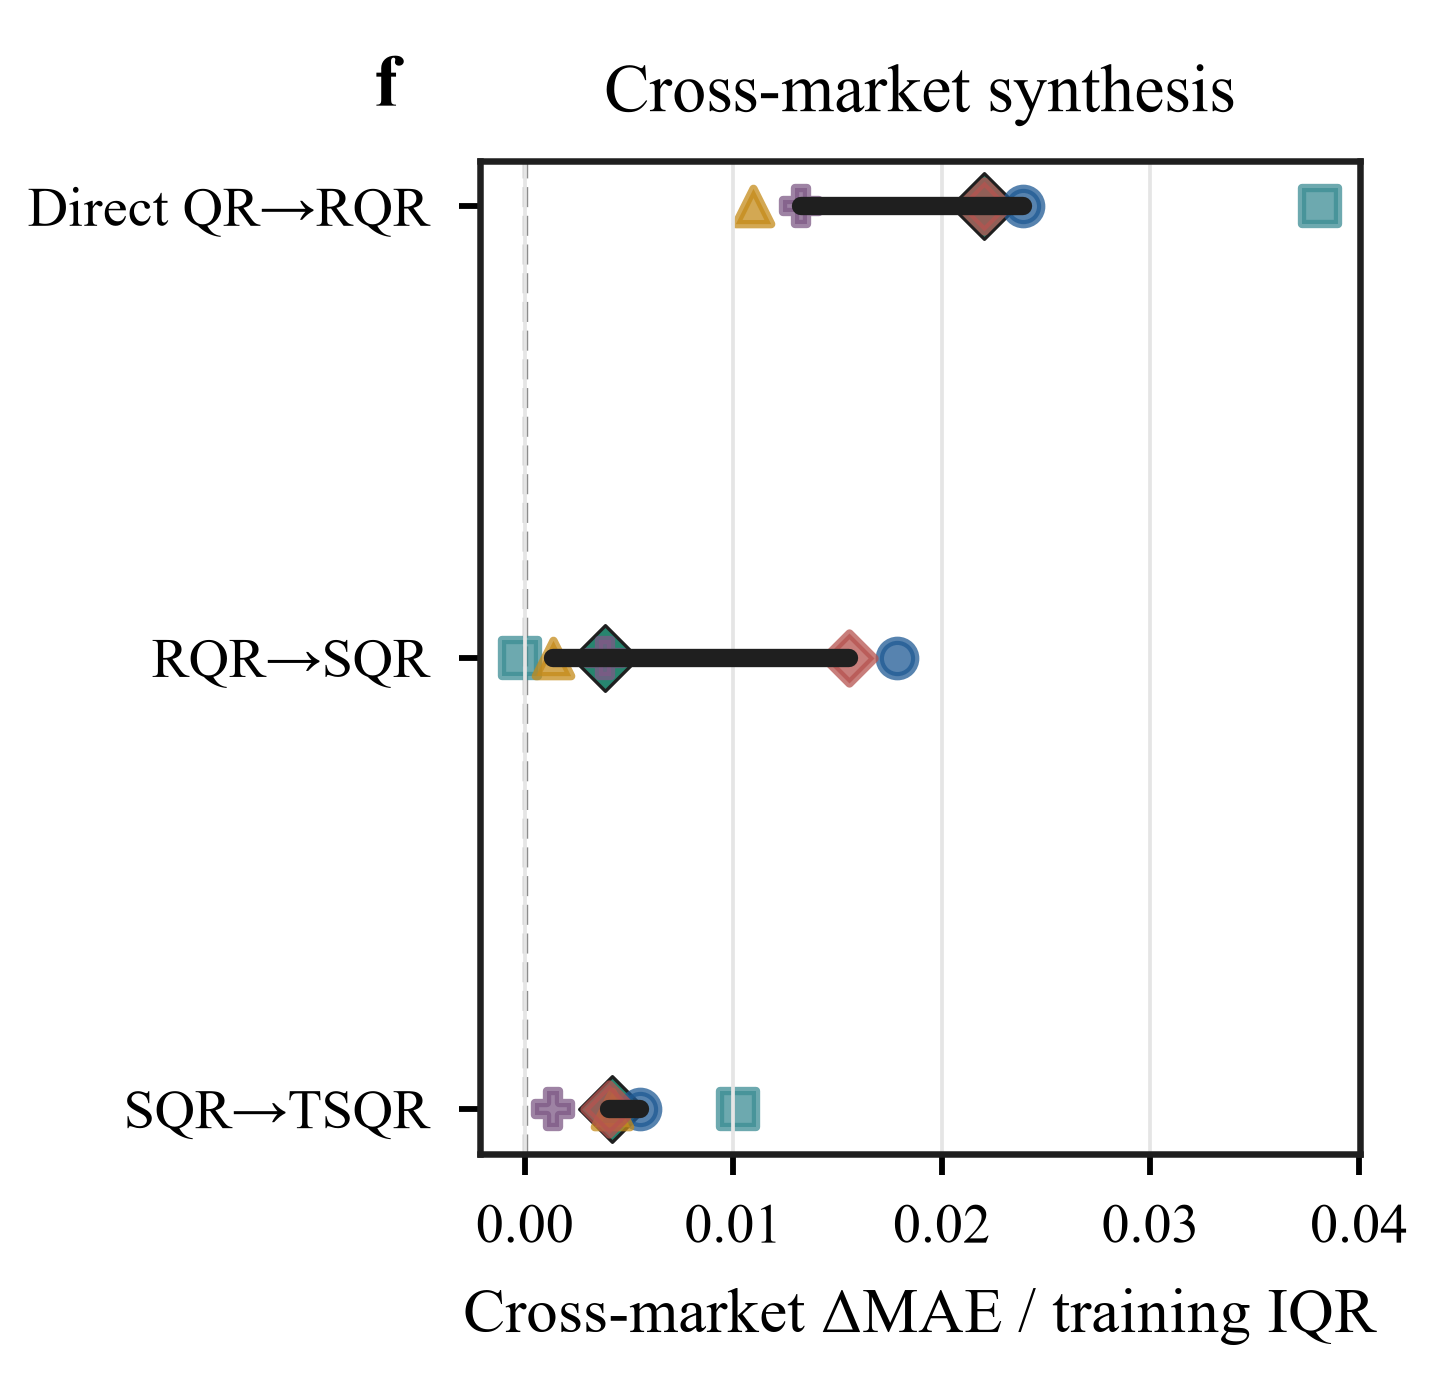 f
Cross-market synthesis
Direct QR→RQR
RQR→SQR
SQR→TSQR
0.00 0.01 0.02 0.03 0.04
Cross-market ΔMAE / training IQR